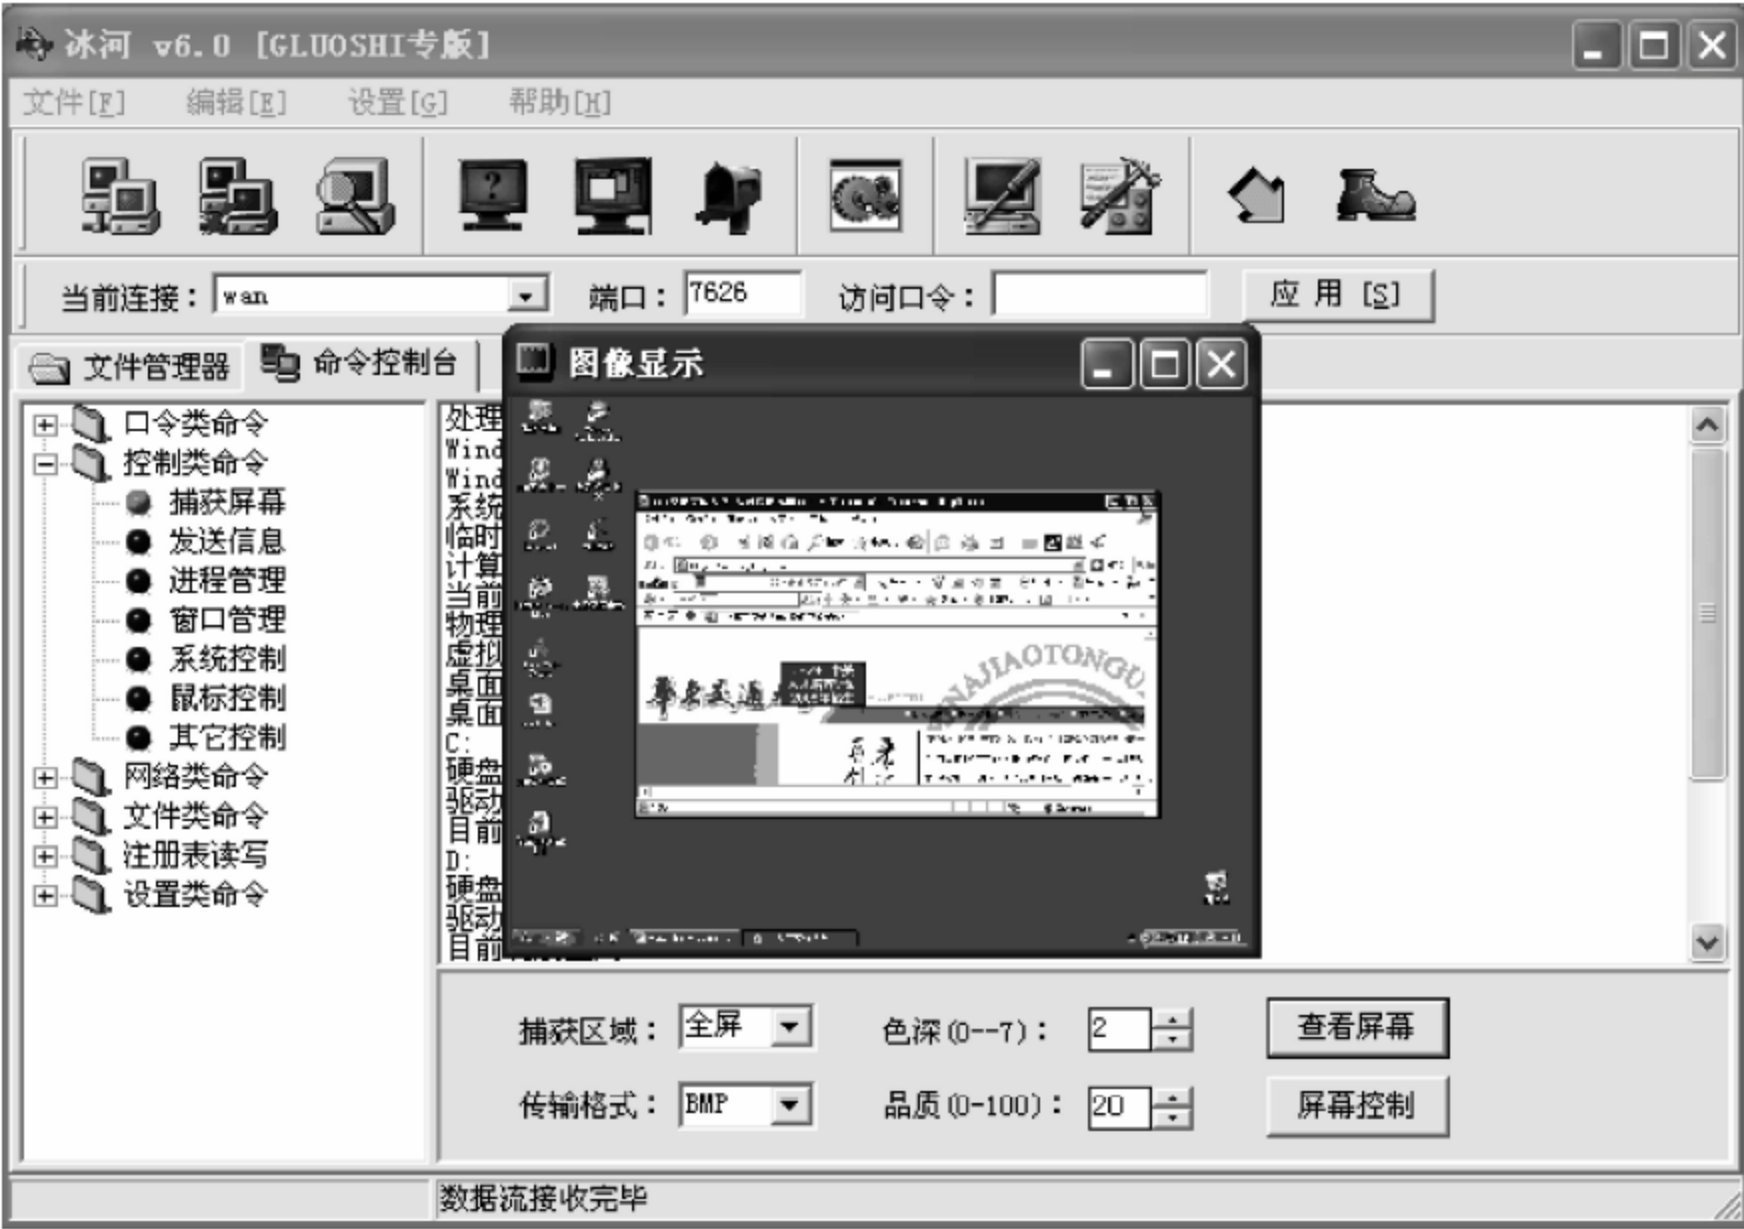 冰河 v6.0 [GLUOSHI专版]
文件[F] 编辑[E] 设置[G] 帮助[H]
当前连接： wan 端口： 7626 访问口令： 应 用 [S]
文件管理器 命令控制台
图像显示
口令类命令
控制类命令
捕获屏幕
发送信息
进程管理
窗口管理
系统控制
鼠标控制
其它控制
网络类命令
文件类命令
注册表读写
设置类命令
处理
Wind
Wind
系统
临时
计算
当前
物理
虚拟
桌面
桌面
C:
硬盘
驱动
目前
D:
硬盘
驱动
目前
JIAOTONG
捕获区域： 全屏 色深(0--7)： 2 查看屏幕
传输格式： BMP 品质(0-100)： 20 屏幕控制
数据流接收完毕